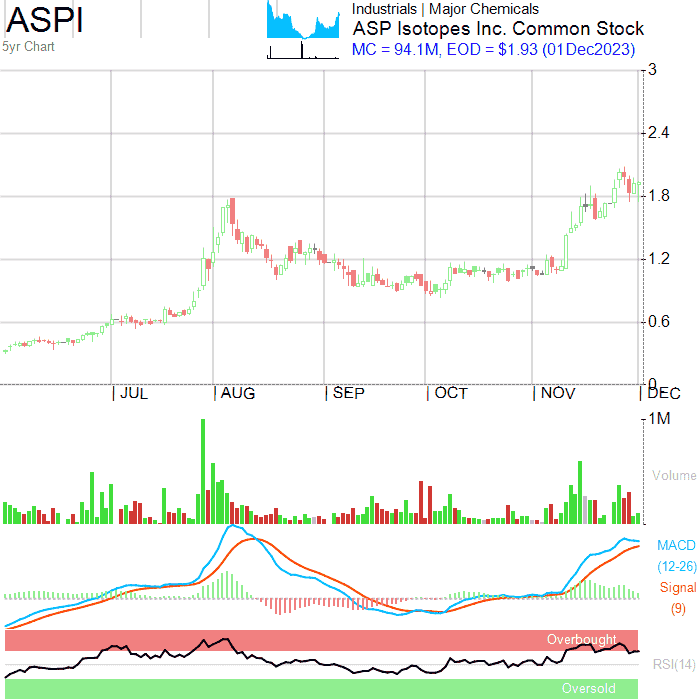 ASPI
5yr Chart
Industrials | Major Chemicals
ASP Isotopes Inc. Common Stock
MC = 94.1M, EOD = $1.93 (01Dec2023)
3
2.4
1.8
1.2
0.6
0
| JUL | AUG | SEP | OCT | NOV | DEC
1M
Volume
MACD
(12-26)
Signal
(9)
Overbought
RSI(14)
Oversold